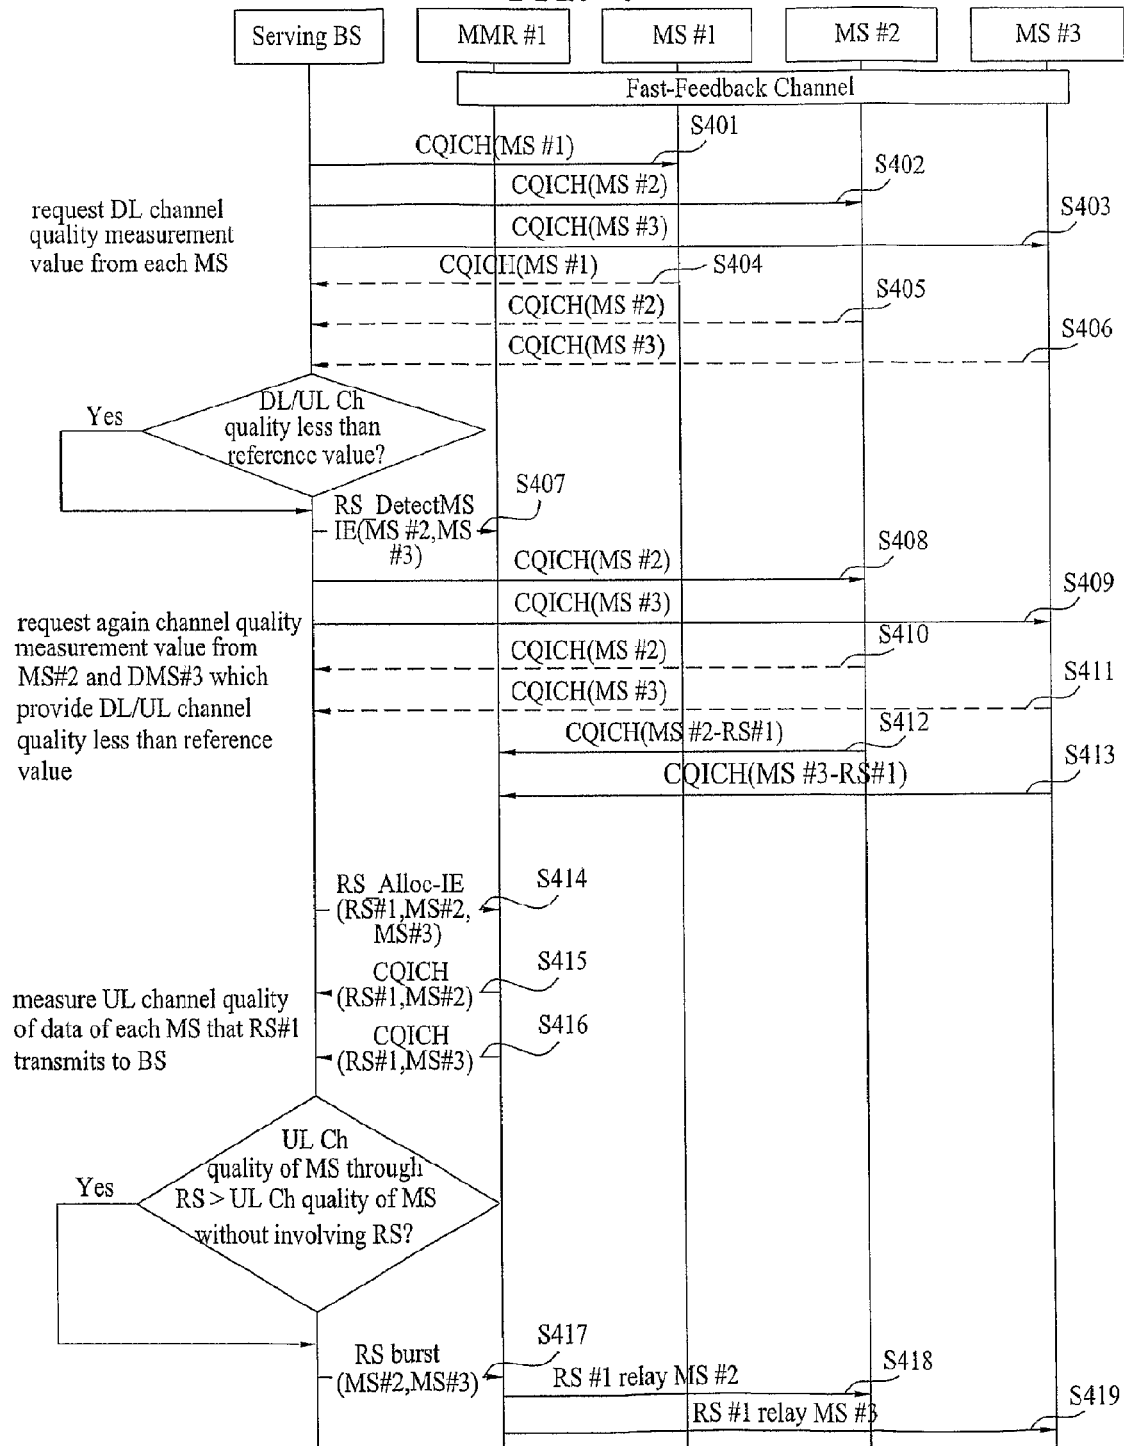 Serving BS
MMR #1
MS #1
MS #2
MS #3
Fast-Feedback Channel
CQICH(MS #1)
S401
CQICH(MS #2)
S402
request DL channel
quality measurement
value from each MS
CQICH(MS #3)
S403
CQICH(MS #1)
S404
CQICH(MS #2)
S405
CQICH(MS #3)
S406
Yes
DL/UL Ch
quality less than
reference value?
RS_DetectMS
IE(MS #2,MS
#3)
S407
CQICH(MS #2)
S408
CQICH(MS #3)
S409
request again channel quality
measurement value from
MS#2 and DMS#3 which
provide DL/UL channel
quality less than reference
value
CQICH(MS #2)
S410
CQICH(MS #3)
S411
CQICH(MS #2-RS#1)
S412
CQICH(MS #3-RS#1)
S413
RS_Alloc-IE
(RS#1,MS#2,
MS#3)
S414
CQICH
(RS#1,MS#2)
S415
measure UL channel quality
of data of each MS that RS#1
transmits to BS
CQICH
(RS#1,MS#3)
S416
Yes
UL Ch
quality of MS through
RS > UL Ch quality of MS
without involving RS?
RS burst
(MS#2,MS#3)
S417
RS #1 relay MS #2
S418
RS #1 relay MS #3
S419